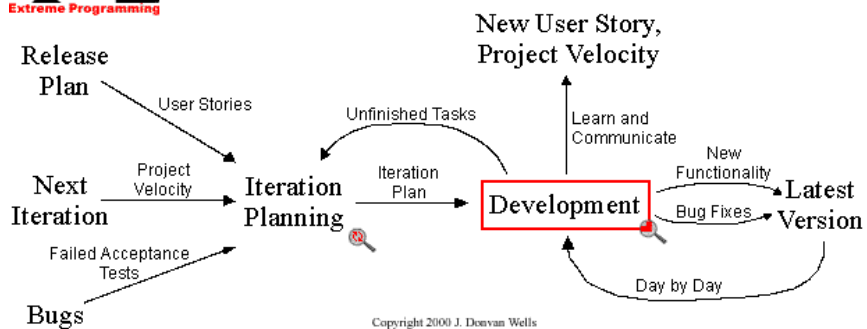 Extreme Programming
New User Story,
Project Velocity
Release
Plan
User Stories
Unfinished Tasks
Learn and
Communicate
Next
Iteration
Project
Velocity
Iteration
Planning
Iteration
Plan
Development
New
Functionality
Bug Fixes
Latest
Version
Failed Acceptance
Tests
Day by Day
Bugs
Copyright 2000 J. Donvan Wells